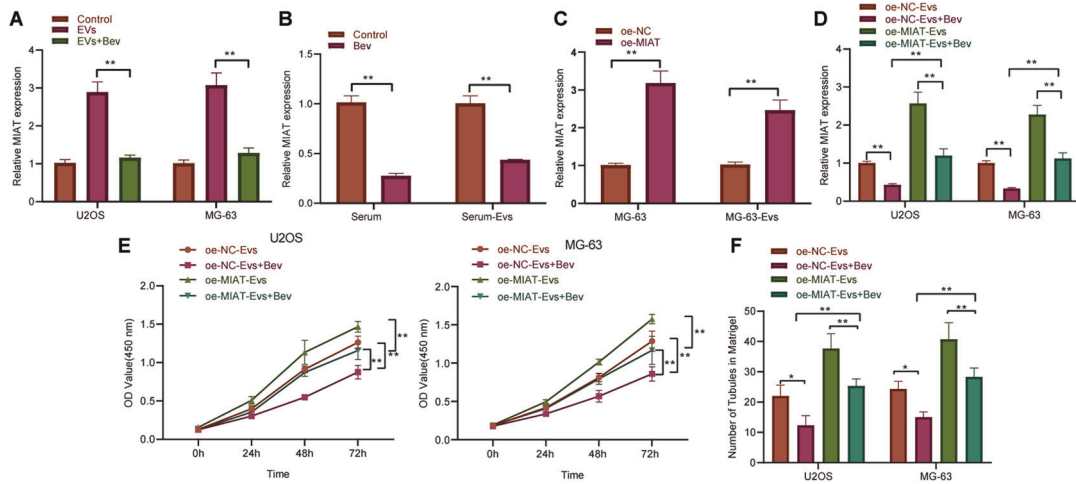 A
Control
EVs
EVs+Bev
Relative MIAT expression
4
3
2
1
0
**
**
U2OS
MG-63
B
Control
Bev
Relative MIAT expression
1.5
1.0
0.5
0.0
**
**
Serum
Serum-Evs
C
oe-NC
oe-MIAT
Relative MIAT expression
4
3
2
1
0
**
**
MG-63
MG-63-Evs
D
oe-NC-Evs
oe-NC-Evs+Bev
oe-MIAT-Evs
oe-MIAT-Evs+Bev
Relative MIAT expression
4
3
2
1
0
**
**
**
**
**
**
U2OS
MG-63
E
U2OS
oe-NC-Evs
oe-NC-Evs+Bev
oe-MIAT-Evs
oe-MIAT-Evs+Bev
OD Value(450 nm)
2.0
1.5
1.0
0.5
0.0
**
**
**
0h
24h
48h
72h
Time
MG-63
oe-NC-Evs
oe-NC-Evs+Bev
oe-MIAT-Evs
oe-MIAT-Evs+Bev
OD Value(450 nm)
2.0
1.5
1.0
0.5
0.0
**
**
**
0h
24h
48h
72h
Time
F
oe-NC-Evs
oe-NC-Evs+Bev
oe-MIAT-Evs
oe-MIAT-Evs+Bev
Number of Tubules in Matrigel
50
40
30
20
10
0
*
**
**
*
**
**
U2OS
MG-63